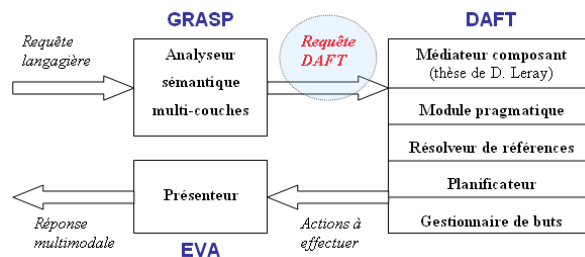 GRASP
DAFT
Requête
langagière
Analyseur
sémantique
multi-couches
Requête
DAFT
Médiateur composant
(thèse de D. Leray)
Module pragmatique
Résolveur de références
Planificateur
Gestionnaire de buts
Présenteur
Réponse
multimodale
EVA
Actions à
effectuer